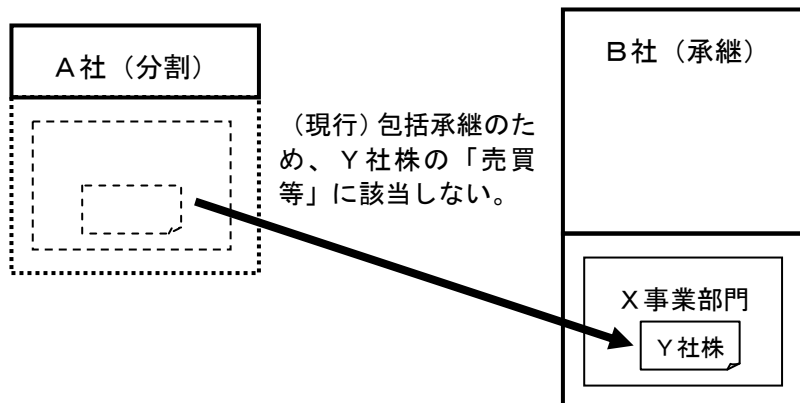 A社（分割）
（現行）包括承継のた
め、Y社株の「売買
等」に該当しない。
B社（承継）
X事業部門
Y社株